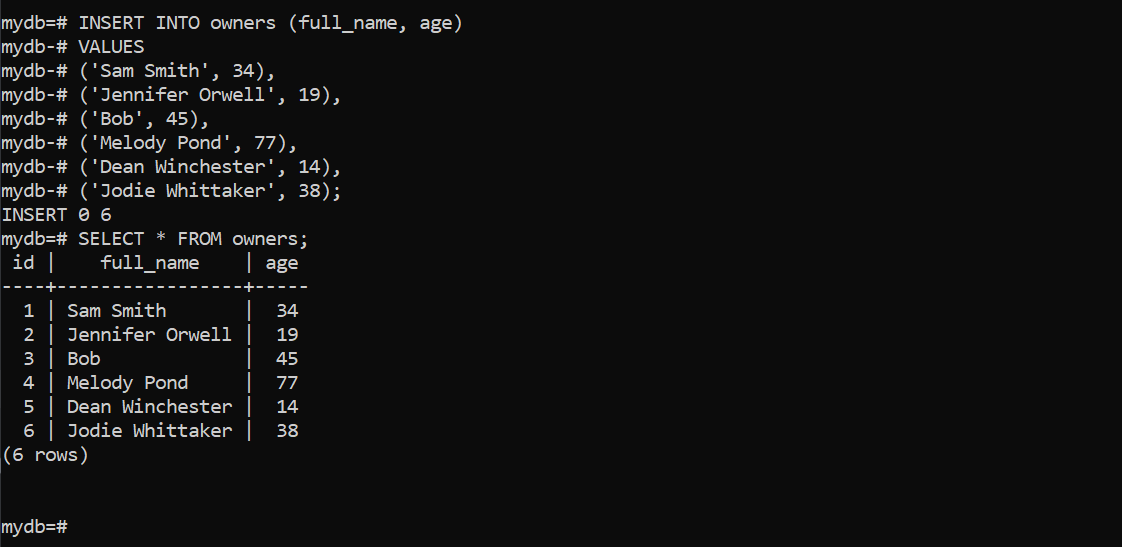 mydb=# INSERT INTO owners (full_name, age)
mydb-# VALUES
mydb-# ('Sam Smith', 34),
mydb-# ('Jennifer Orwell', 19),
mydb-# ('Bob', 45),
mydb-# ('Melody Pond', 77),
mydb-# ('Dean Winchester', 14),
mydb-# ('Jodie Whittaker', 38);
INSERT 0 6
mydb=# SELECT * FROM owners;
 id |    full_name    | age
----+-----------------+-----
  1 | Sam Smith       |  34
  2 | Jennifer Orwell |  19
  3 | Bob             |  45
  4 | Melody Pond     |  77
  5 | Dean Winchester |  14
  6 | Jodie Whittaker |  38
(6 rows)
mydb=#